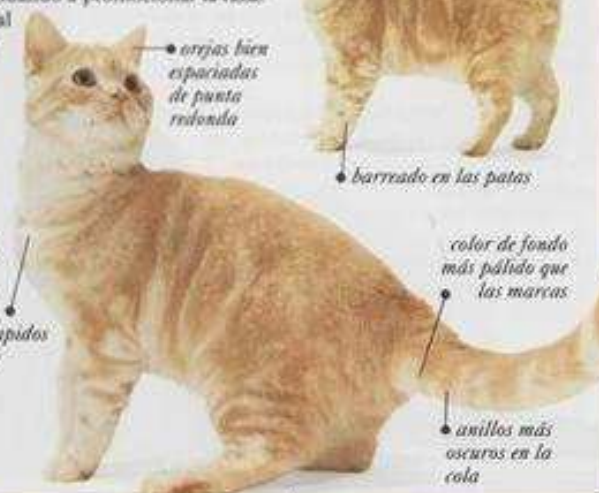 a
al
orejas bien
espaciadas
de punta
redonda
barreado en las patas
color de fondo
más pálido que
las marcas
anillos más
oscuros en la
cola